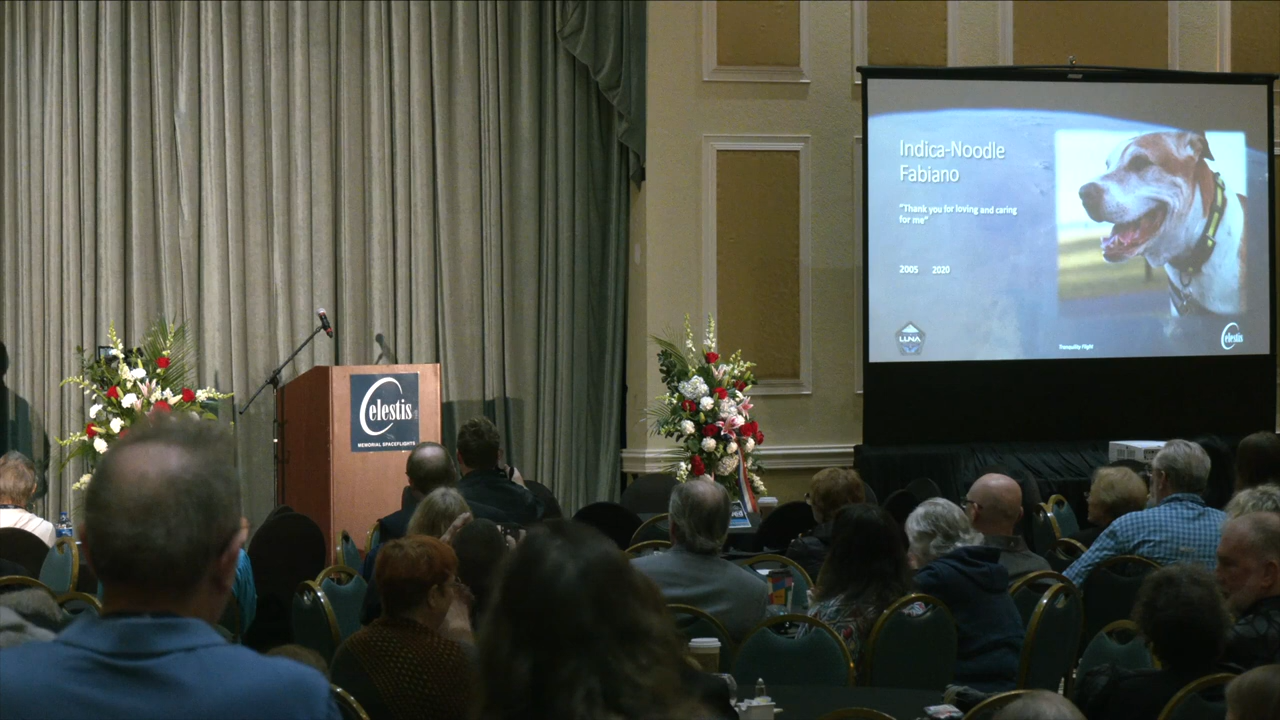 Indica-Noodle
Fabiano
"Thank you for loving and caring
for me"
2005 2020
LUNA
Tranquility Flight
Celestis
Celestis
MEMORIAL SPACEFLIGHTS